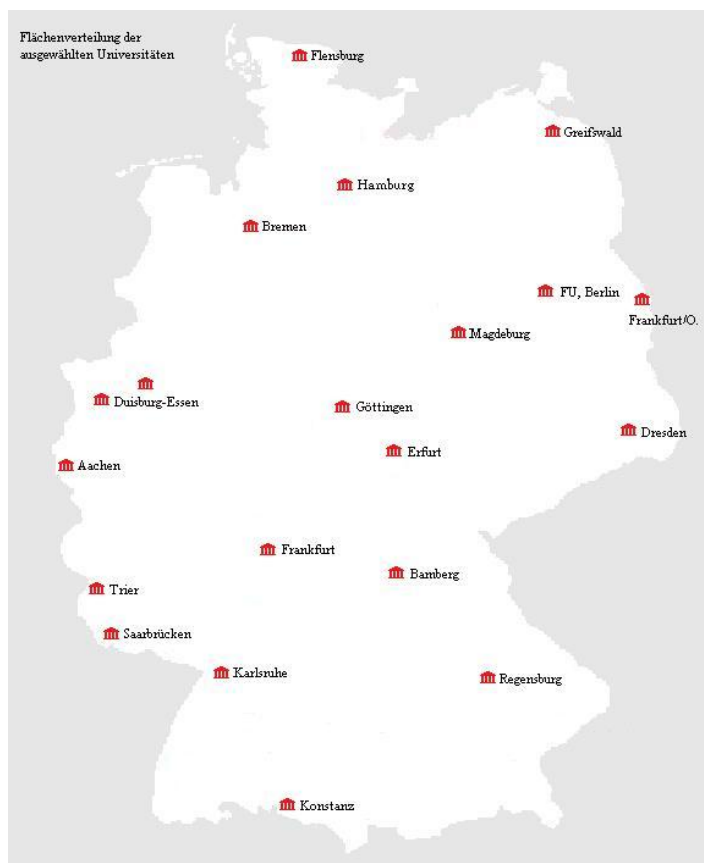 Flächenverteilung der
ausgewählten Universitäten
Flensburg
Greifswald
Hamburg
Bremen
FU, Berlin
Frankfurt/O.
Magdeburg
Duisburg-Essen
Göttingen
Dresden
Erfurt
Aachen
Frankfurt
Bamberg
Trier
Saarbrücken
Karlsruhe
Regensburg
Konstanz